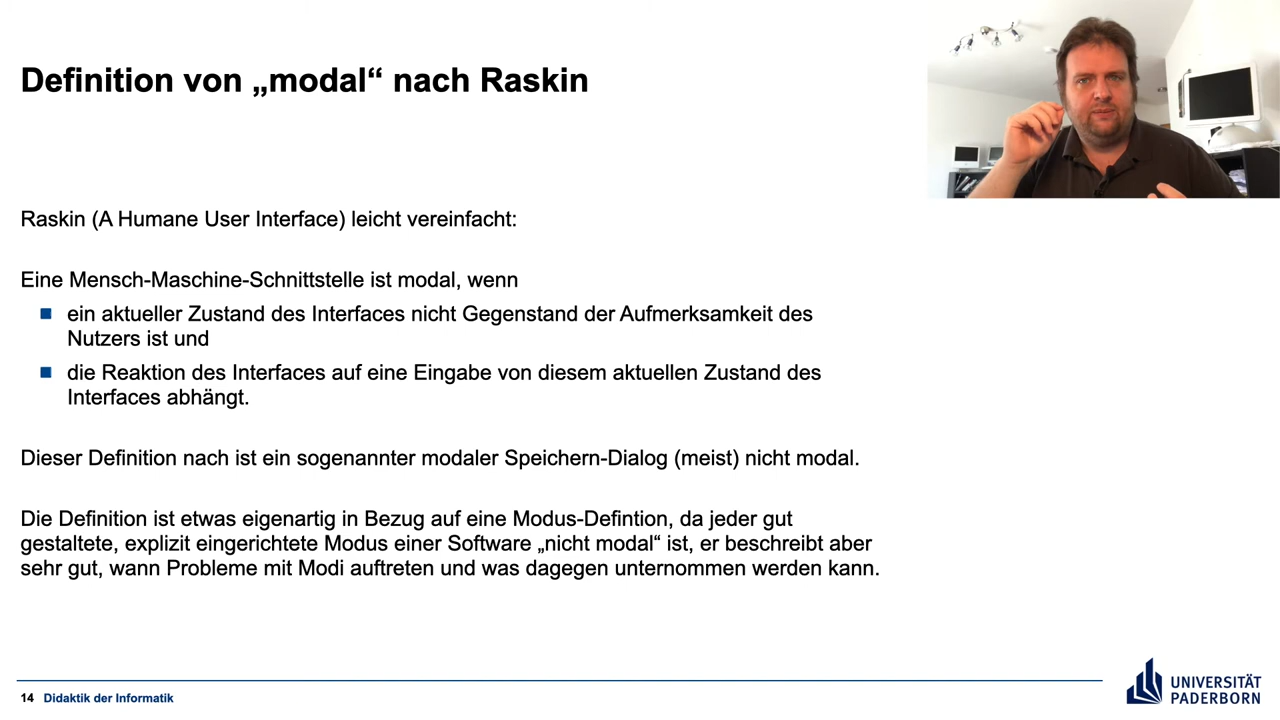 Definition von „modal“ nach Raskin
Raskin (A Humane User Interface) leicht vereinfacht:
Eine Mensch-Maschine-Schnittstelle ist modal, wenn
ein aktueller Zustand des Interfaces nicht Gegenstand der Aufmerksamkeit des
Nutzers ist und
die Reaktion des Interfaces auf eine Eingabe von diesem aktuellen Zustand des
Interfaces abhängt.
Dieser Definition nach ist ein sogenannter modaler Speichern-Dialog (meist) nicht modal.
Die Definition ist etwas eigenartig in Bezug auf eine Modus-Defintion, da jeder gut
gestaltete, explizit eingerichtete Modus einer Software „nicht modal“ ist, er beschreibt aber
sehr gut, wann Probleme mit Modi auftreten und was dagegen unternommen werden kann.
14 Didaktik der Informatik
UNIVERSITÄT
PADERBORN